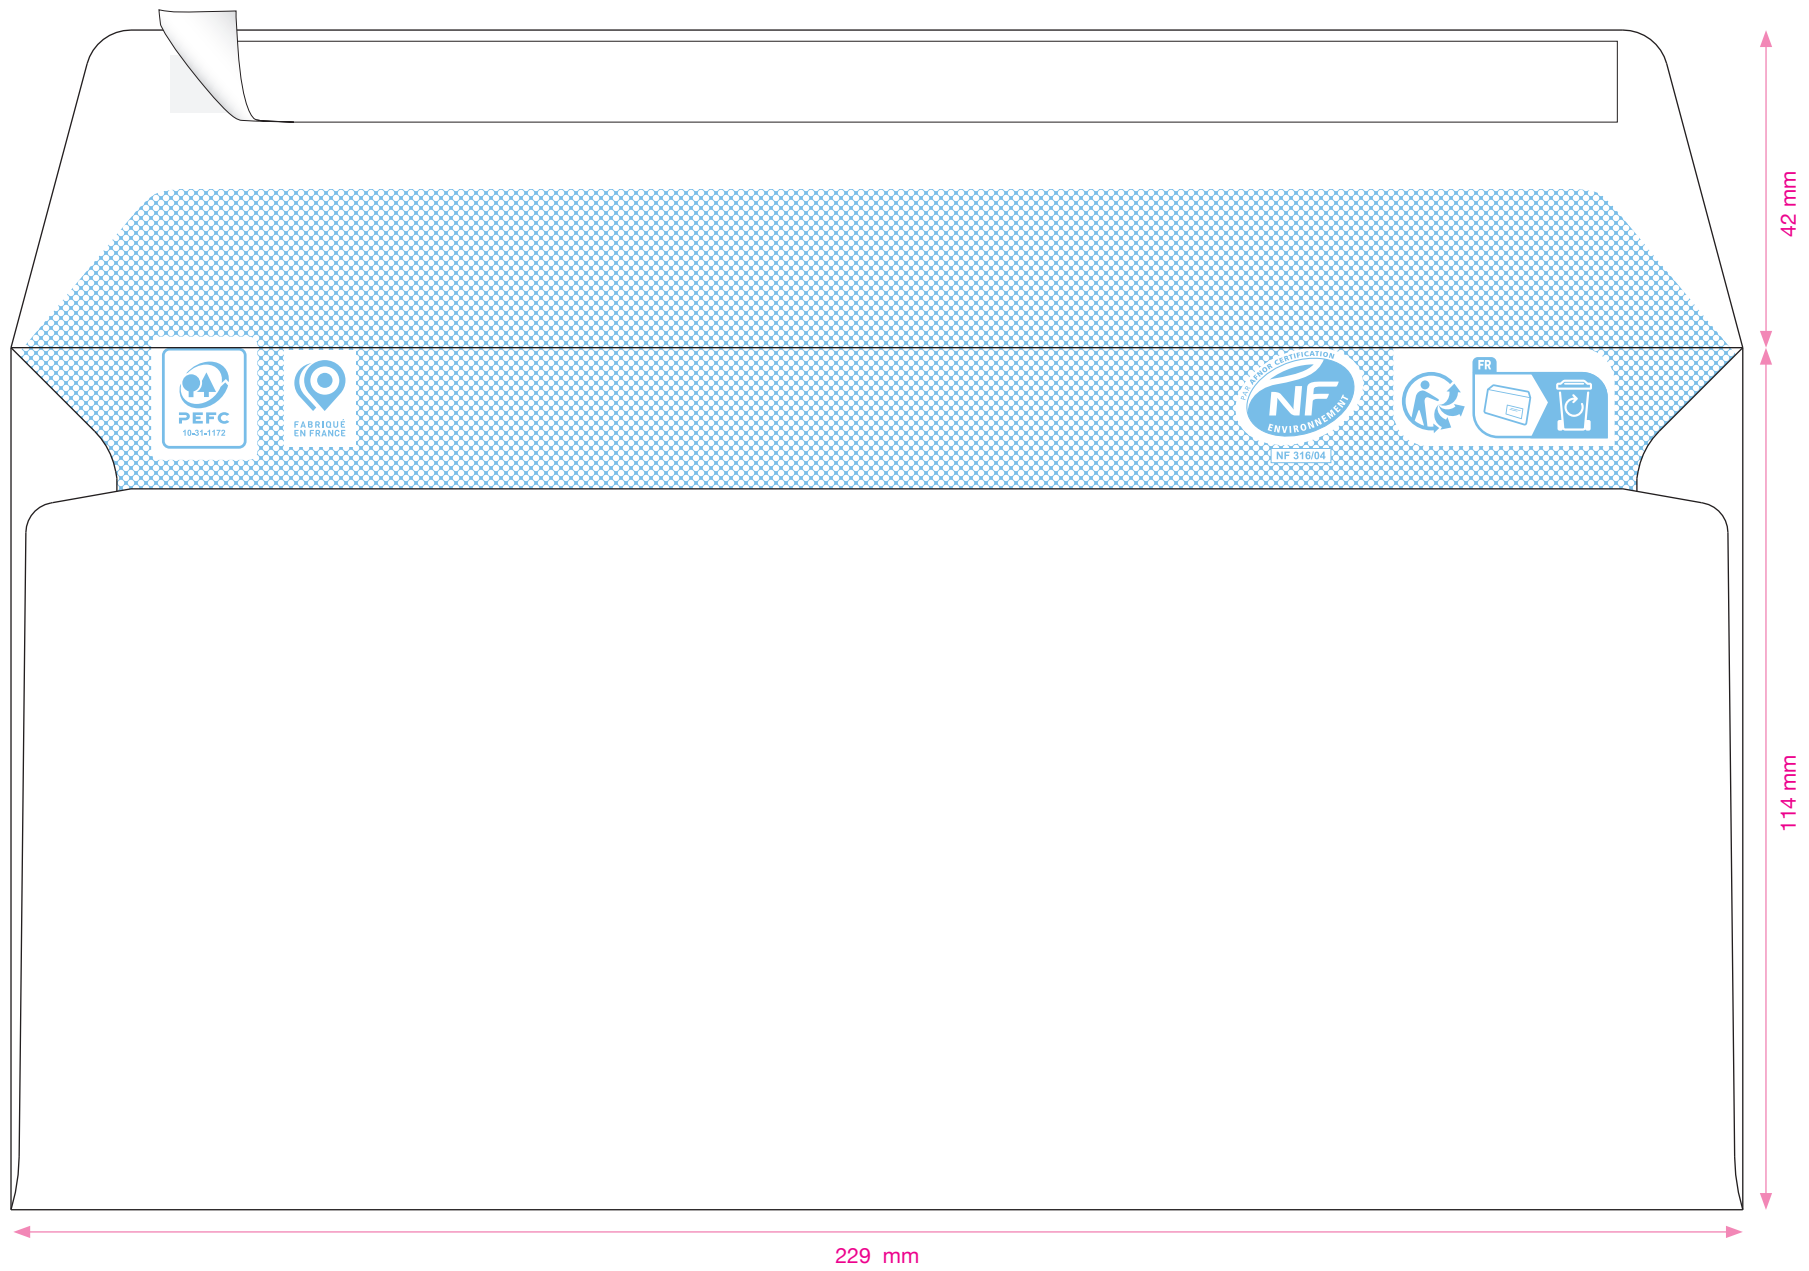 42 mm
PEFC
10-31-1172
FABRIQUÉ
EN FRANCE
PAR AFNOR CERTIFICATION
NF
ENVIRONNEMENT
NF 316/04
FR
114 mm
229 mm